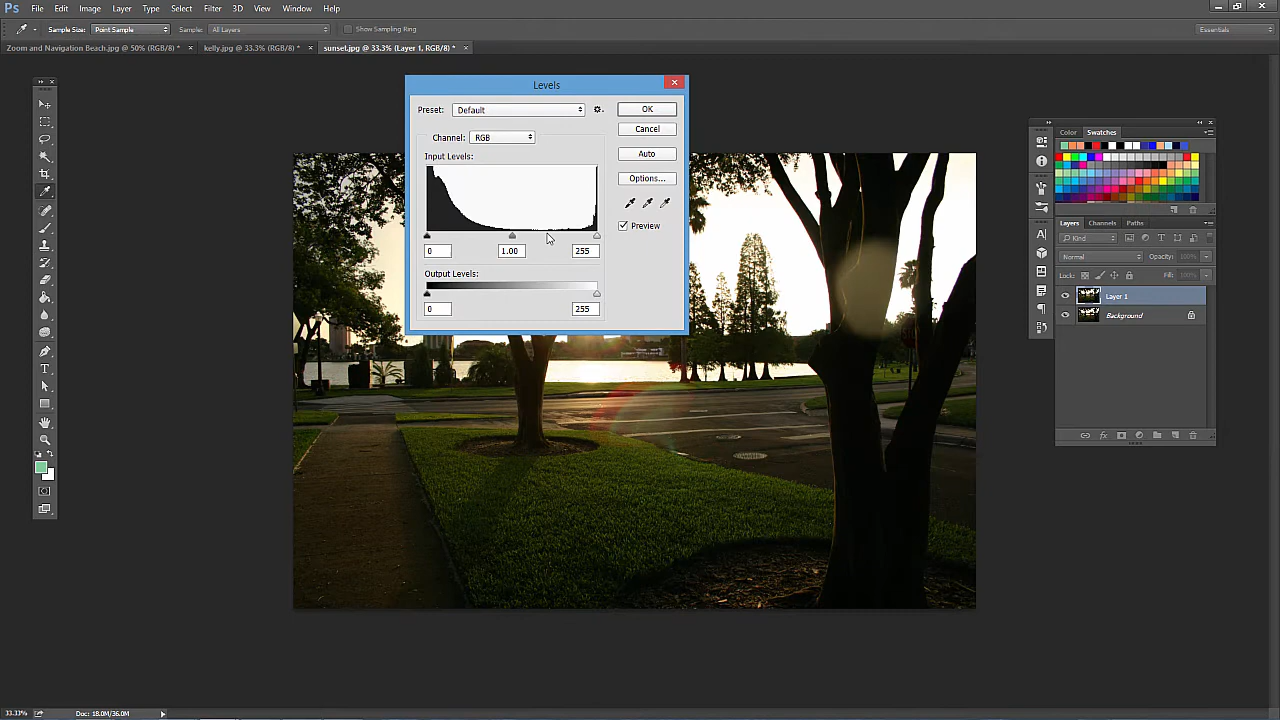 Ps File Edit Image Layer Type Select Filter 3D View Window Help
Sample Size: Point Sample Sample: All Layers Show Sampling Ring Essentials
Zoom and Navigation Beach.jpg @ 50% (RGB/8) * × kelly.jpg @ 33.3% (RGB/8) * × sunset.jpg @ 33.3% (Layer 1, RGB/8) * ×
Levels
Preset: Default OK
Cancel
Channel: RGB
Auto
Input Levels:
Options...
Preview
0 1.00 255
Output Levels:
0 255
Color Swatches
Layers Channels Paths
Kind
Normal Opacity: 100%
Lock: Fill: 100%
Layer 1
Background
33.33% Doc: 18.0M/36.0M